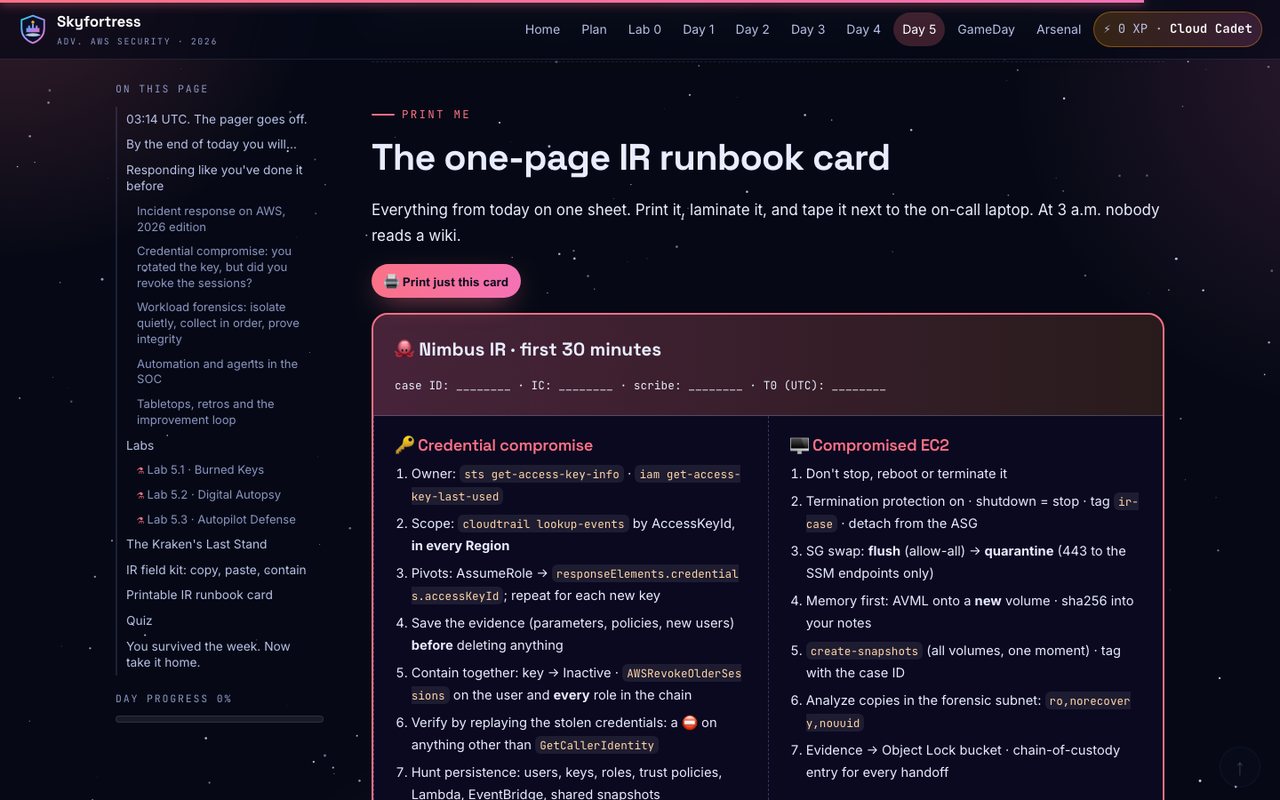 Skyfortress
ADV. AWS SECURITY · 2026
Home Plan Lab 0 Day 1 Day 2 Day 3 Day 4 Day 5 GameDay Arsenal ⚡ 0 XP · Cloud Cadet
ON THIS PAGE
03:14 UTC. The pager goes off.
By the end of today you will…
Responding like you've done it
before
Incident response on AWS,
2026 edition
Credential compromise: you
rotated the key, but did you
revoke the sessions?
Workload forensics: isolate
quietly, collect in order, prove
integrity
Automation and agents in the
SOC
Tabletops, retros and the
improvement loop
Labs
⚗ Lab 5.1 · Burned Keys
⚗ Lab 5.2 · Digital Autopsy
⚗ Lab 5.3 · Autopilot Defense
The Kraken's Last Stand
IR field kit: copy, paste, contain
Printable IR runbook card
Quiz
You survived the week. Now
take it home.
DAY PROGRESS 0%
PRINT ME
The one-page IR runbook card
Everything from today on one sheet. Print it, laminate it, and tape it next to the on-call laptop. At 3 a.m. nobody
reads a wiki.
🖨️ Print just this card
🐙 Nimbus IR · first 30 minutes
case ID: ________ · IC: ________ · scribe: ________ · T0 (UTC): ________
🔑 Credential compromise
1. Owner: sts get-access-key-info · iam get-access-
key-last-used
2. Scope: cloudtrail lookup-events by AccessKeyId,
in every Region
3. Pivots: AssumeRole → responseElements.credential
s.accessKeyId; repeat for each new key
4. Save the evidence (parameters, policies, new users)
before deleting anything
5. Contain together: key → Inactive · AWSRevokeOlderSes
sions on the user and every role in the chain
6. Verify by replaying the stolen credentials: a ⛔ on
anything other than GetCallerIdentity
7. Hunt persistence: users, keys, roles, trust policies,
Lambda, EventBridge, shared snapshots
🖥️ Compromised EC2
1. Don't stop, reboot or terminate it
2. Termination protection on · shutdown = stop · tag ir-
case · detach from the ASG
3. SG swap: flush (allow-all) → quarantine (443 to the
SSM endpoints only)
4. Memory first: AVML onto a new volume · sha256 into
your notes
5. create-snapshots (all volumes, one moment) · tag
with the case ID
6. Analyze copies in the forensic subnet: ro,norecover
y,nouuid
7. Evidence → Object Lock bucket · chain-of-custody
entry for every handoff
↑